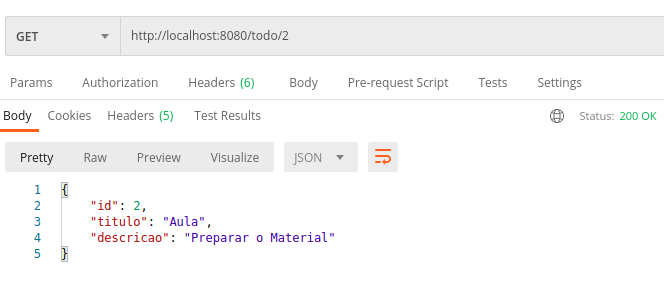 GET http://localhost:8080/todo/2
Params Authorization Headers (6) Body Pre-request Script Tests Settings
Body Cookies Headers (5) Test Results Status: 200 OK
Pretty Raw Preview Visualize JSON
1 {
2 "id": 2,
3 "titulo": "Aula",
4 "descricao": "Preparar o Material"
5 }